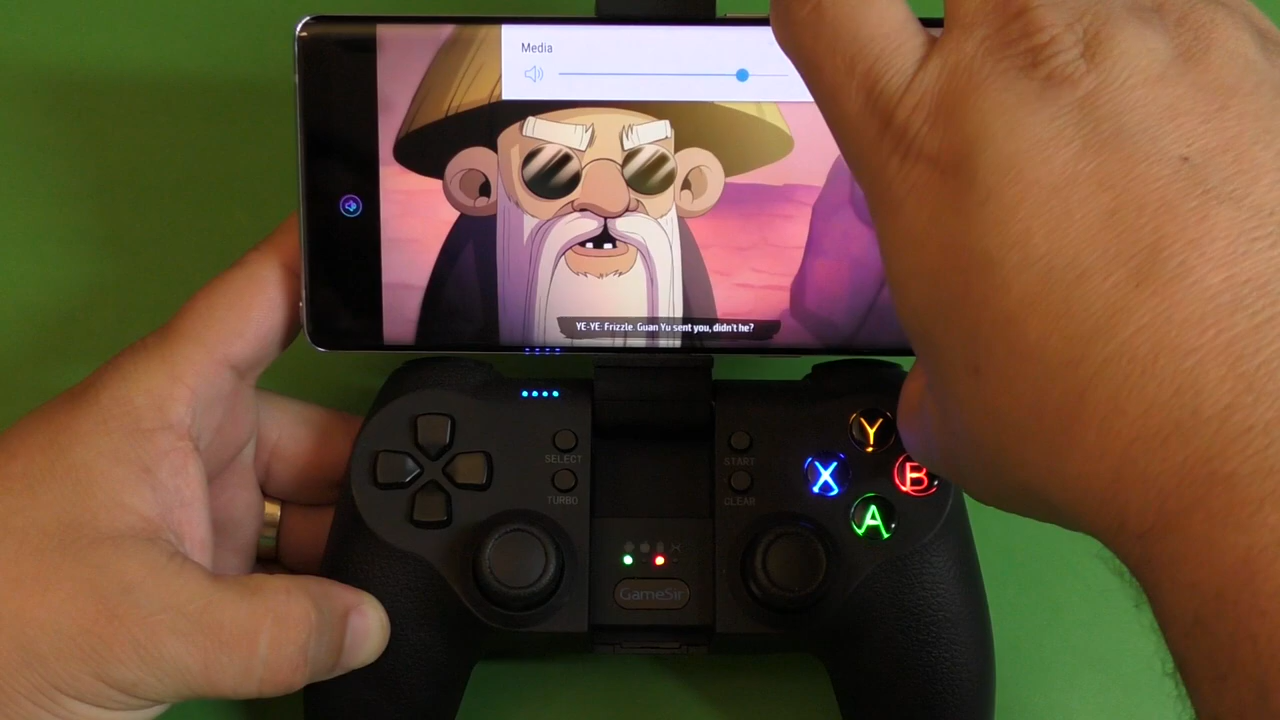 Media
YE-YE: Frizzle. Guan Yu sent you, didn't he?
SELECT
START
TURBO
CLEAR
Y
X
B
A
GameSir